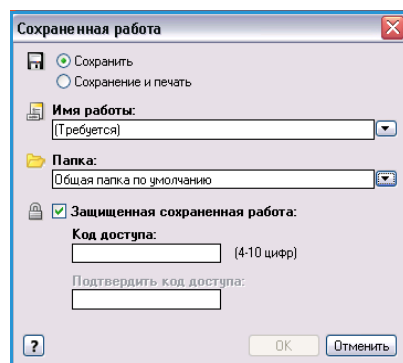 Сохраненная работа
Сохранить
Сохранение и печать
Имя работы:
(Требуется)
Папка:
Общая папка по умолчанию
Защищенная сохраненная работа:
Код доступа:
(4-10 цифр)
Подтвердить код доступа:
? OK Отменить